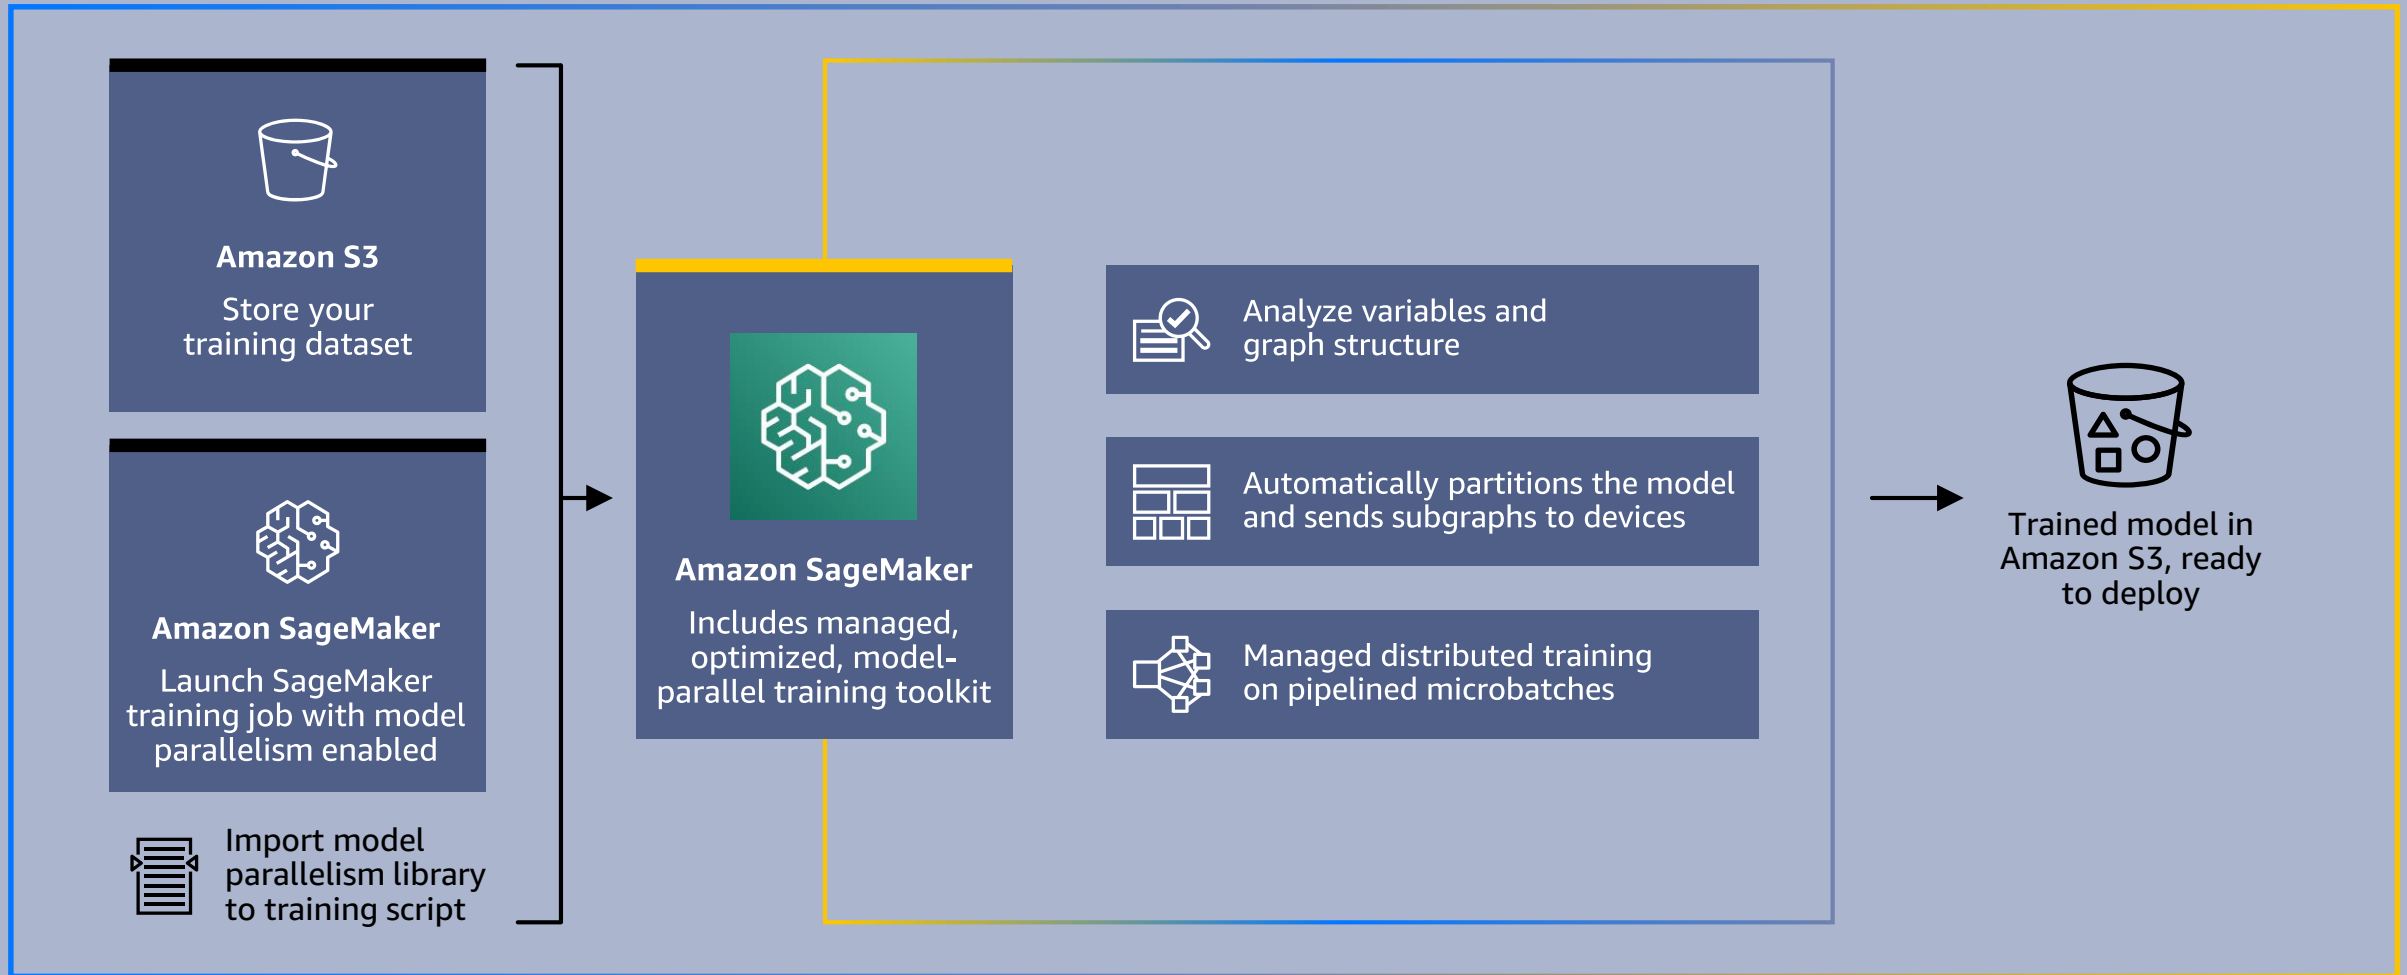 Amazon S3
Store your
training dataset
Amazon SageMaker
Launch SageMaker
training job with model
parallelism enabled
Import model
parallelism library
to training script
Amazon SageMaker
Includes managed,
optimized, model-
parallel training toolkit
Analyze variables and
graph structure
Automatically partitions the model
and sends subgraphs to devices
Managed distributed training
on pipelined microbatches
Trained model in
Amazon S3, ready
to deploy